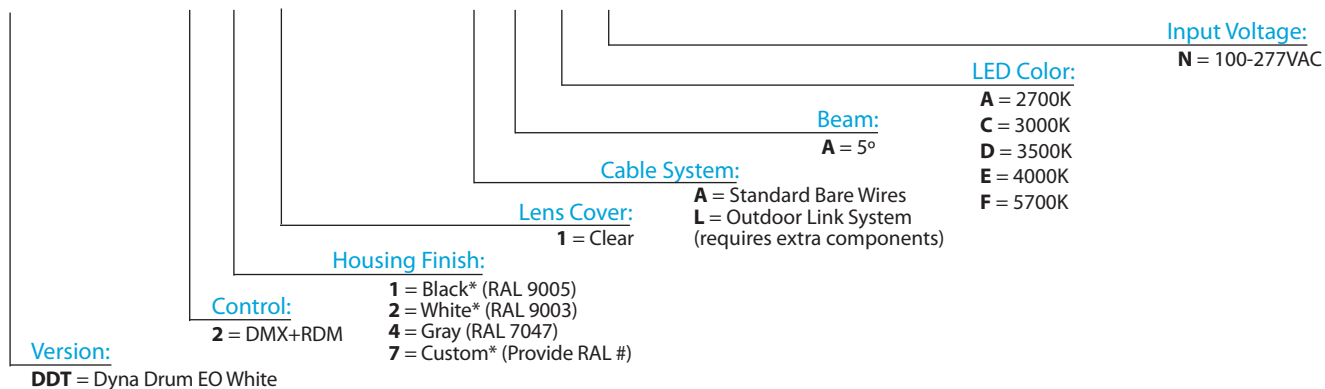 Input Voltage:
N = 100-277VAC
LED Color:
A = 2700K
C = 3000K
D = 3500K
E = 4000K
F = 5700K
Beam:
A = 5º
Cable System:
A = Standard Bare Wires
L = Outdoor Link System
(requires extra components)
Lens Cover:
1 = Clear
Housing Finish:
1 = Black* (RAL 9005)
2 = White* (RAL 9003)
4 = Gray (RAL 7047)
7 = Custom* (Provide RAL #)
Control:
2 = DMX+RDM
Version:
DDT = Dyna Drum EO White